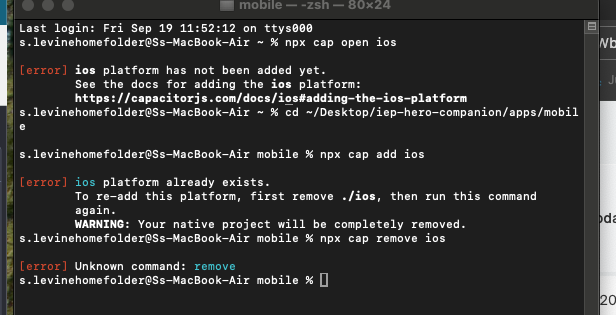 mobile — -zsh — 80×24
Last login: Fri Sep 19 11:52:12 on ttys000
s.levinehomefolder@Ss-MacBook-Air ~ % npx cap open ios
[error] ios platform has not been added yet.
See the docs for adding the ios platform:
https://capacitorjs.com/docs/ios#adding-the-ios-platform
s.levinehomefolder@Ss-MacBook-Air ~ % cd ~/Desktop/iep-hero-companion/apps/mobil
e
s.levinehomefolder@Ss-MacBook-Air mobile % npx cap add ios
[error] ios platform already exists.
To re-add this platform, first remove ./ios, then run this command
again.
WARNING: Your native project will be completely removed.
s.levinehomefolder@Ss-MacBook-Air mobile % npx cap remove ios
[error] Unknown command: remove
s.levinehomefolder@Ss-MacBook-Air mobile %